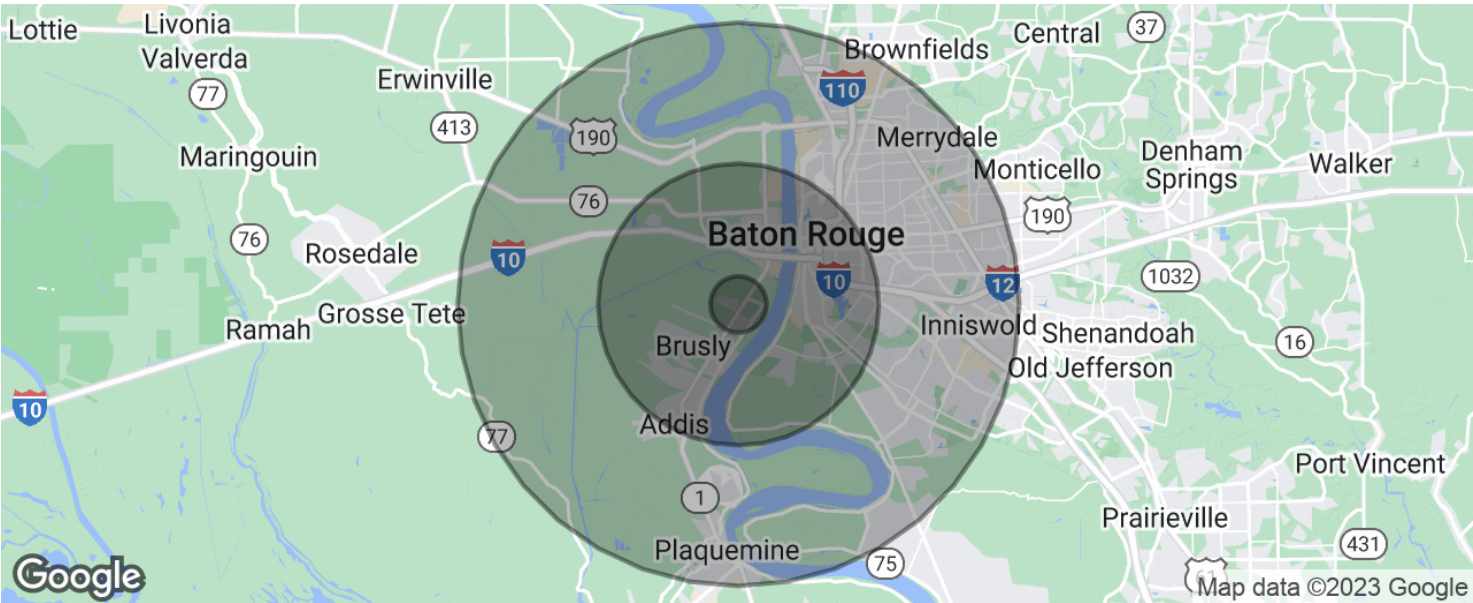 Lottie
Livonia
Valverda
77
Erwinville
413
190
Maringouin
76
76
Rosedale
10
Grosse Tete
Ramah
10
77
Brownfields
110
Central
37
Merrydale
Monticello
190
Denham
Springs
Walker
Baton Rouge
10
12
1032
Brusly
Inniswold
Shenandoah
Old Jefferson
16
Addis
1
Plaquemine
75
Port Vincent
Prairieville
431
61
Google
Map data ©2023 Google